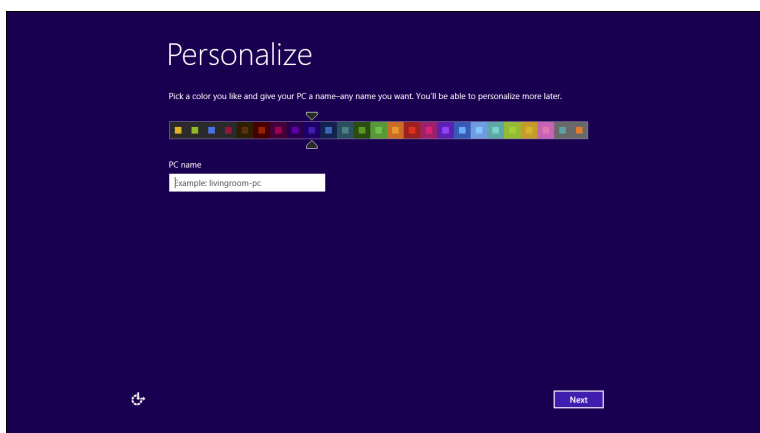 Personalize
Pick a color you like and give your PC a name–any name you want. You'll be able to personalize more later.
PC name
Example: livingroom-pc
Next